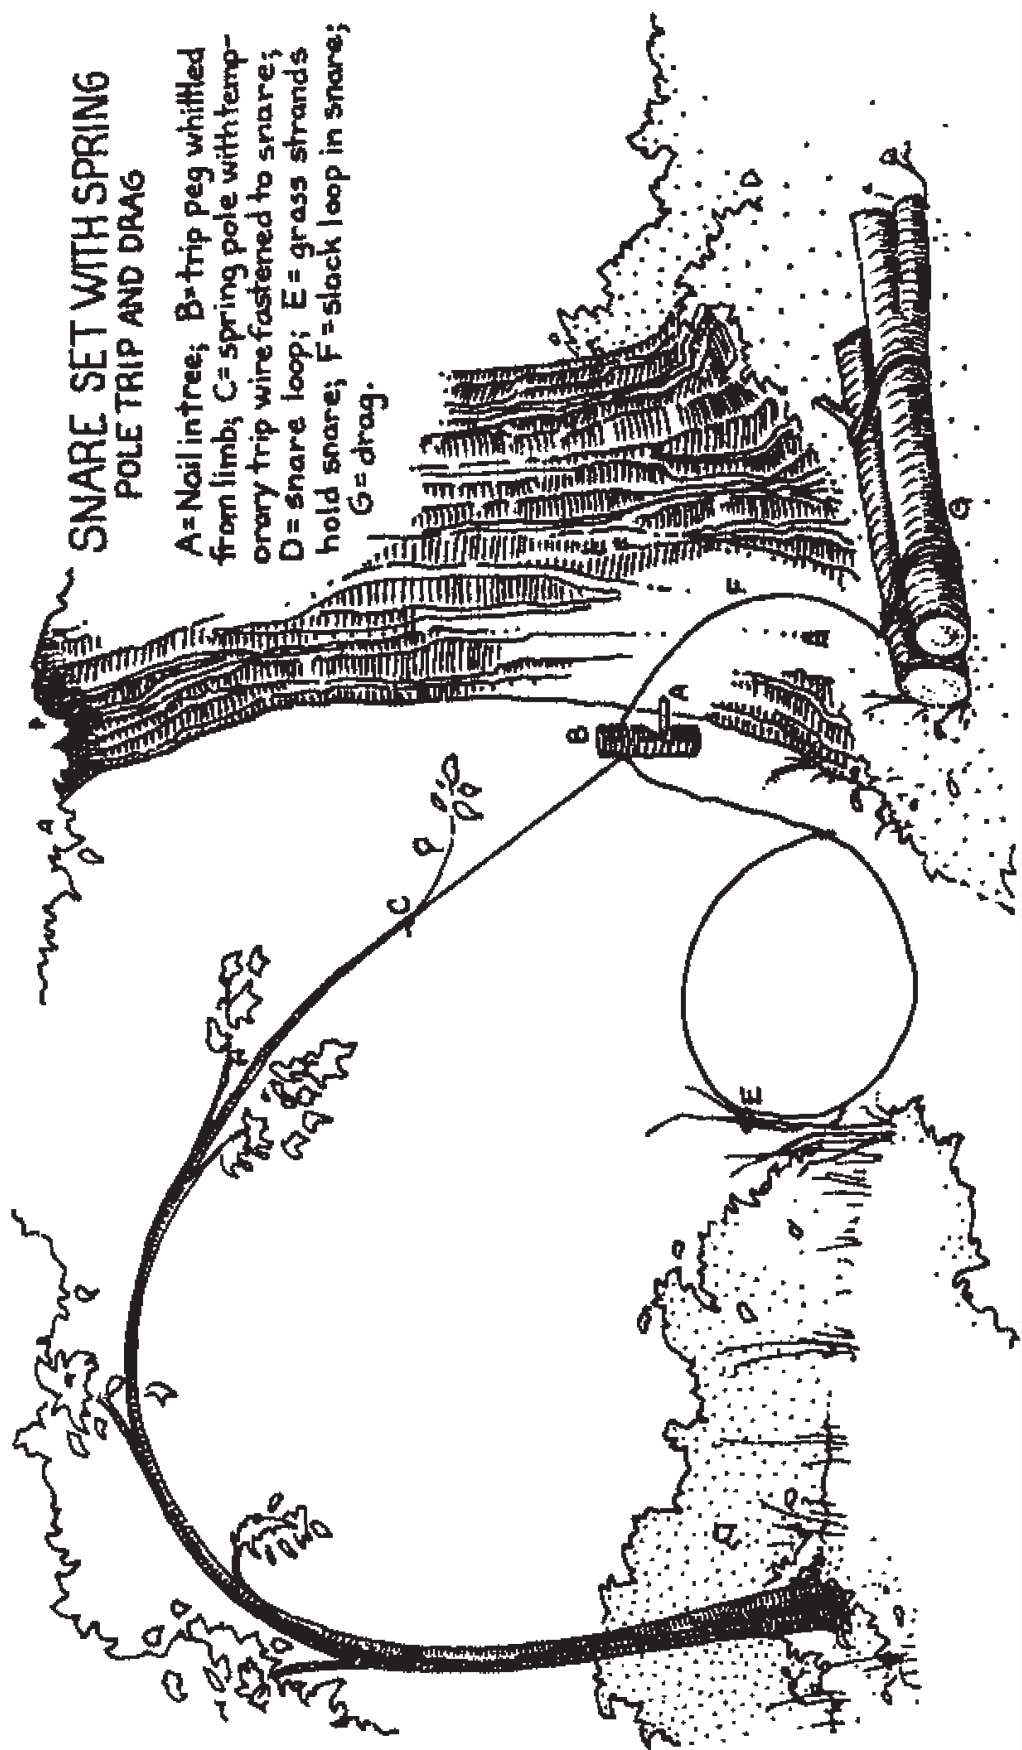 SNARE SET WITH SPRING
POLE TRIP AND DRAG
A=Nail in tree; B=trip peg whittled
from limb; C=spring pole with temp-
orary trip wire fastened to snare;
D=snare loop; E=grass strands
hold snare; F=slack loop in snare;
G=drag.
C
B
A
F
E
D
G